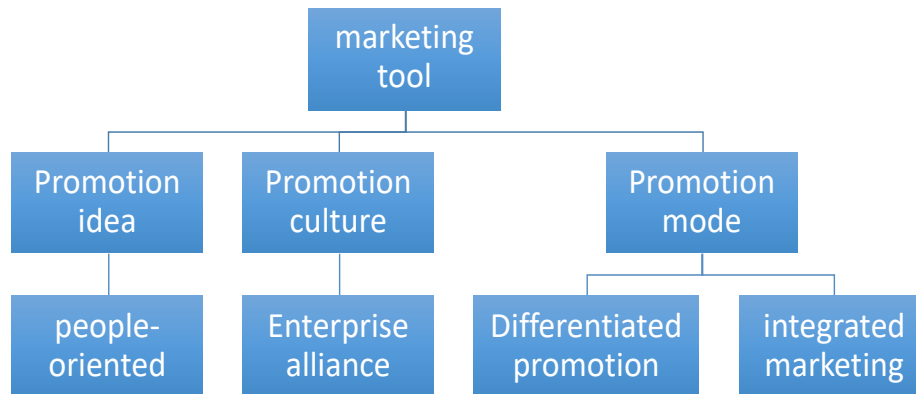 marketing
tool
Promotion
idea
Promotion
culture
Promotion
mode
people-
oriented
Enterprise
alliance
Differentiated
promotion
integrated
marketing